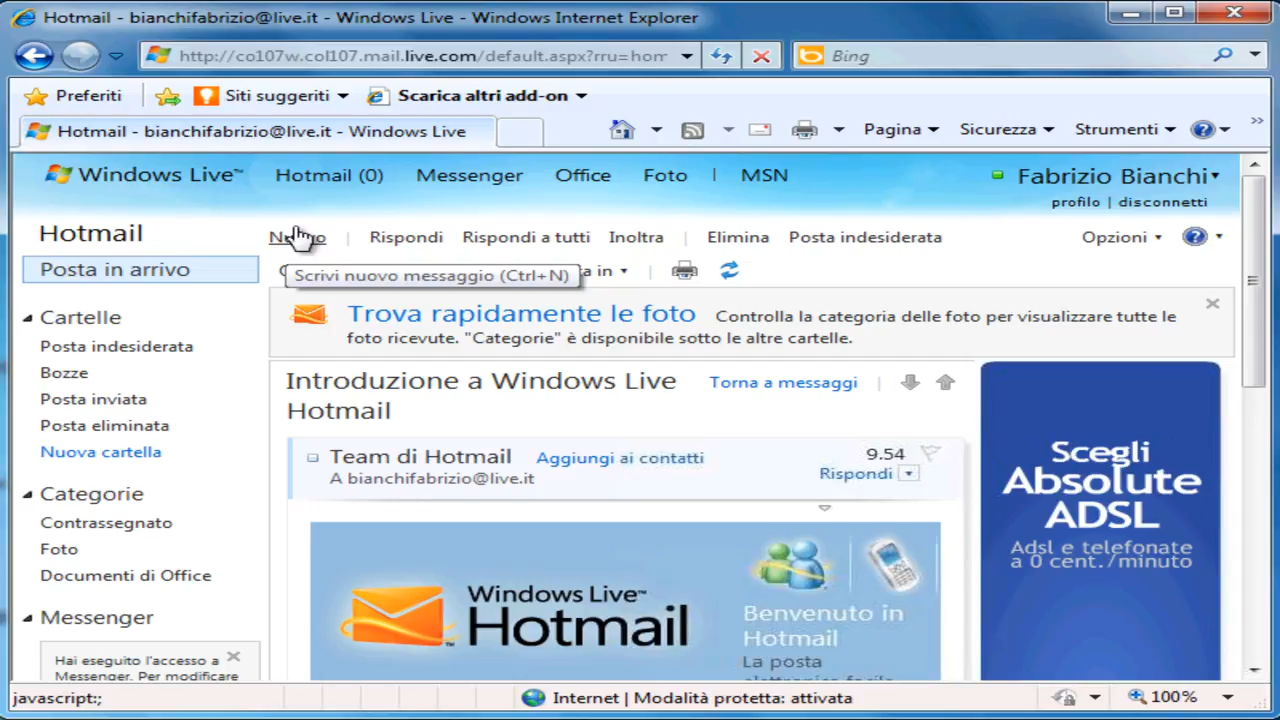 Hotmail - bianchifabrizio@live.it - Windows Live - Windows Internet Explorer
http://co107w.col107.mail.live.com/default.aspx?rru=hom
Bing
Preferiti Siti suggeriti Scarica altri add-on
Hotmail - bianchifabrizio@live.it - Windows Live
Pagina Sicurezza Strumenti
Windows Live™ Hotmail (0) Messenger Office Foto | MSN
Fabrizio Bianchi
profilo | disconnetti
Hotmail
Rispondi Rispondi a tutti Inoltra | Elimina Posta indesiderata Opzioni
Posta in arrivo
Scrivi nuovo messaggio (Ctrl+N)
a in
Trova rapidamente le foto Controlla la categoria delle foto per visualizzare tutte le
foto ricevute. "Categorie" è disponibile sotto le altre cartelle.
Cartelle
Posta indesiderata
Bozze
Posta inviata
Posta eliminata
Nuova cartella
Categorie
Contrassegnato
Foto
Documenti di Office
Messenger
Hai eseguito l'accesso a
Messenger. Per modificare
Introduzione a Windows Live
Hotmail
Torna a messaggi
Team di Hotmail Aggiungi ai contatti
A bianchifabrizio@live.it
9.54
Rispondi
Windows Live™
Hotmail
Benvenuto in
Hotmail
La posta
elettronica facile
Scegli
Absolute
ADSL
Adsl e telefonate
a 0 cent./minuto
javascript:;
Internet | Modalità protetta: attivata
100%